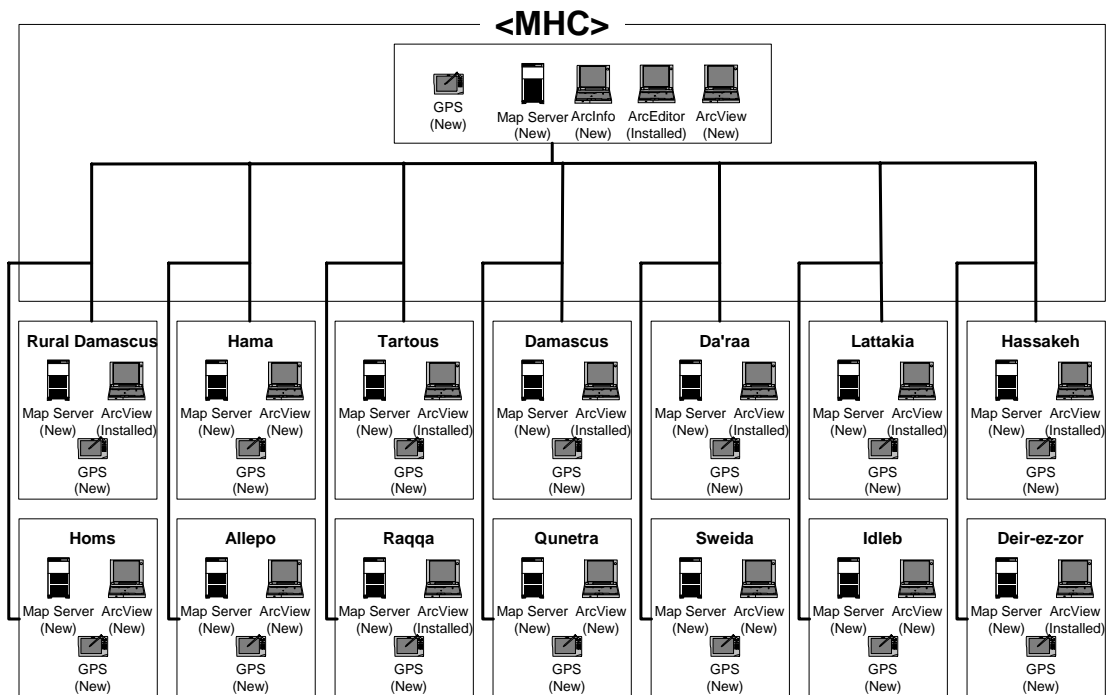 <MHC>
GPS
(New)
Map Server
(New)
ArcInfo
(New)
ArcEditor
(Installed)
ArcView
(New)
Rural Damascus
Map Server
(New)
ArcView
(Installed)
GPS
(New)
Hama
Map Server
(New)
ArcView
(New)
GPS
(New)
Tartous
Map Server
(New)
ArcView
(Installed)
GPS
(New)
Damascus
Map Server
(New)
ArcView
(Installed)
GPS
(New)
Da'raa
Map Server
(New)
ArcView
(Installed)
GPS
(New)
Lattakia
Map Server
(New)
ArcView
(Installed)
GPS
(New)
Hassakeh
Map Server
(New)
ArcView
(Installed)
GPS
(New)
Homs
Map Server
(New)
ArcView
(New)
GPS
(New)
Allepo
Map Server
(New)
ArcView
(New)
GPS
(New)
Raqqa
Map Server
(New)
ArcView
(Installed)
GPS
(New)
Qunetra
Map Server
(New)
ArcView
(New)
GPS
(New)
Sweida
Map Server
(New)
ArcView
(New)
GPS
(New)
Idleb
Map Server
(New)
ArcView
(New)
GPS
(New)
Deir-ez-zor
Map Server
(New)
ArcView
(Installed)
GPS
(New)